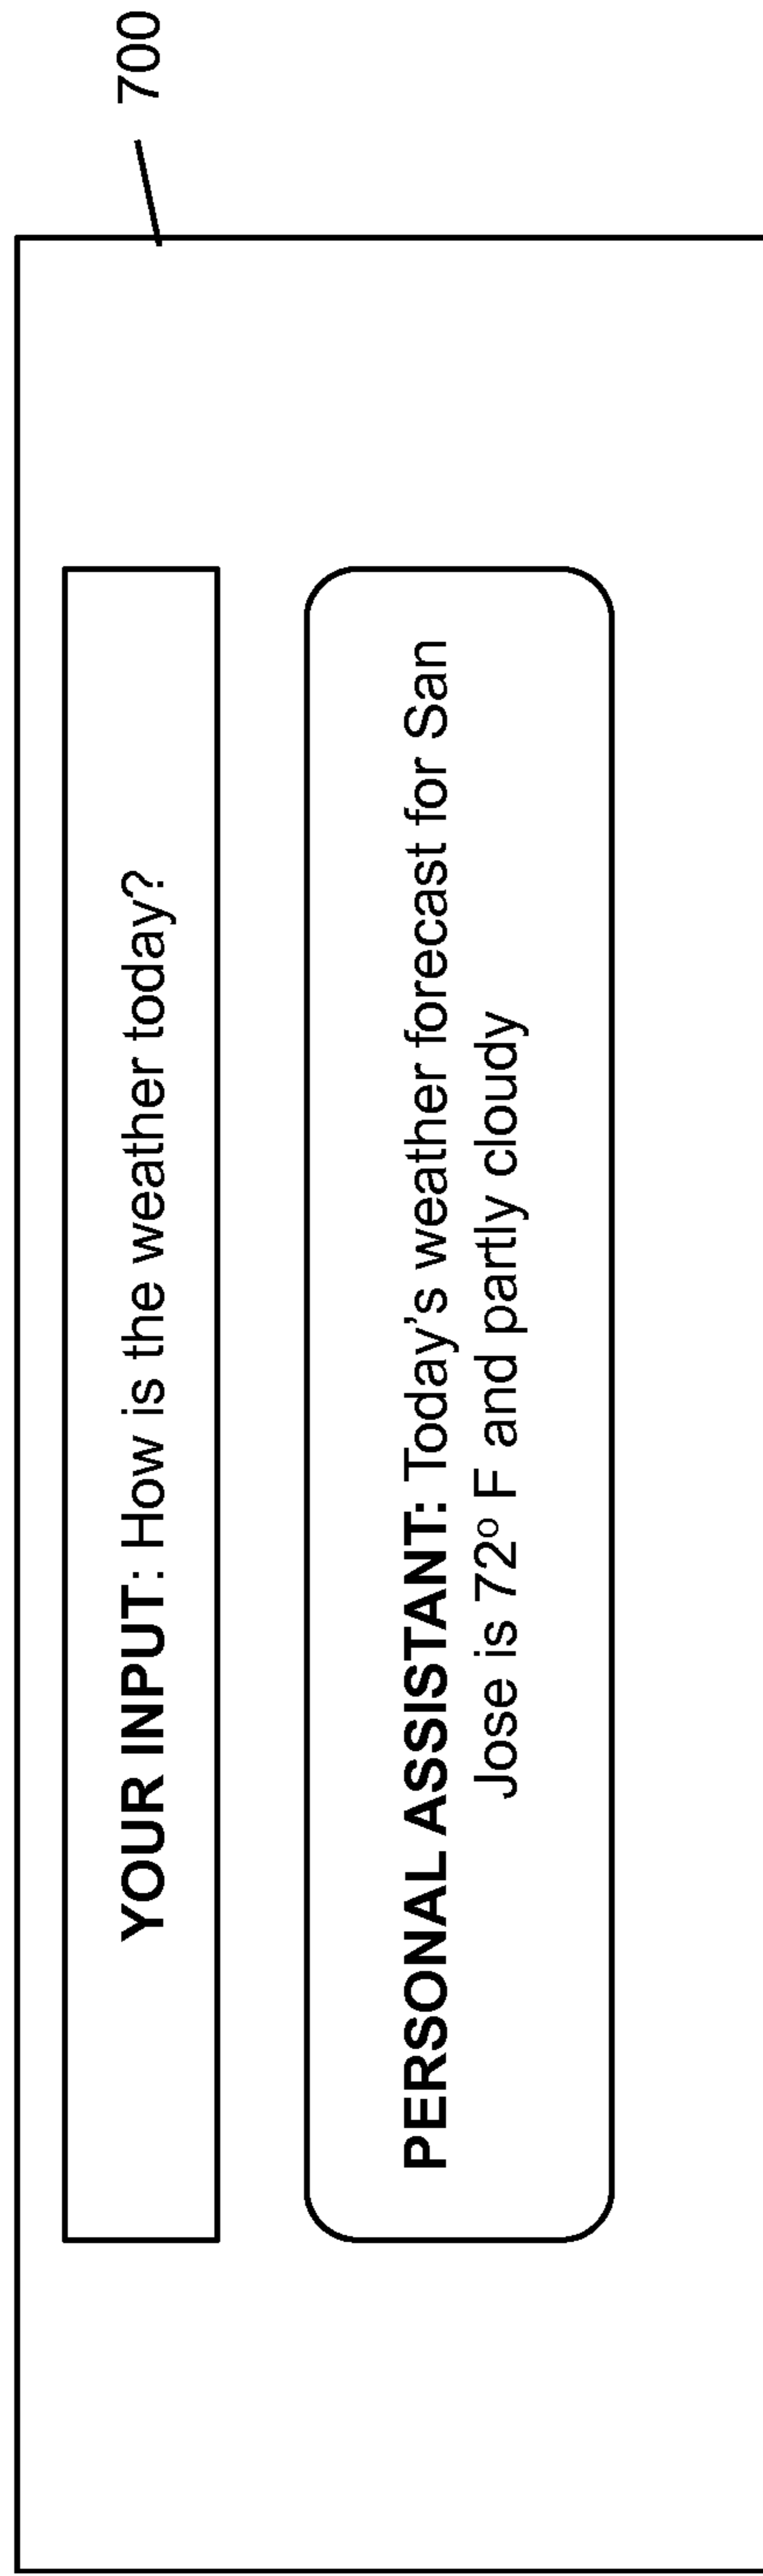 700
YOUR INPUT: How is the weather today?
PERSONAL ASSISTANT: Today’s weather forecast for San
Jose is 72° F and partly cloudy